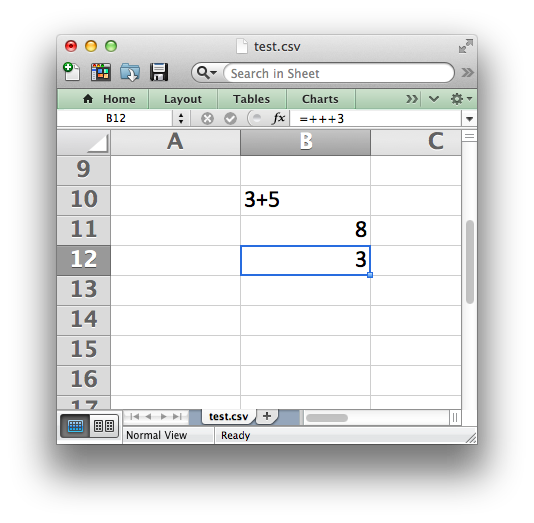 test.csv
Search in Sheet
Home Layout Tables Charts
B12 fx =+++3
A B C
9
10 3+5
11 8
12 3
13
14
15
16
17
test.csv
Normal View Ready